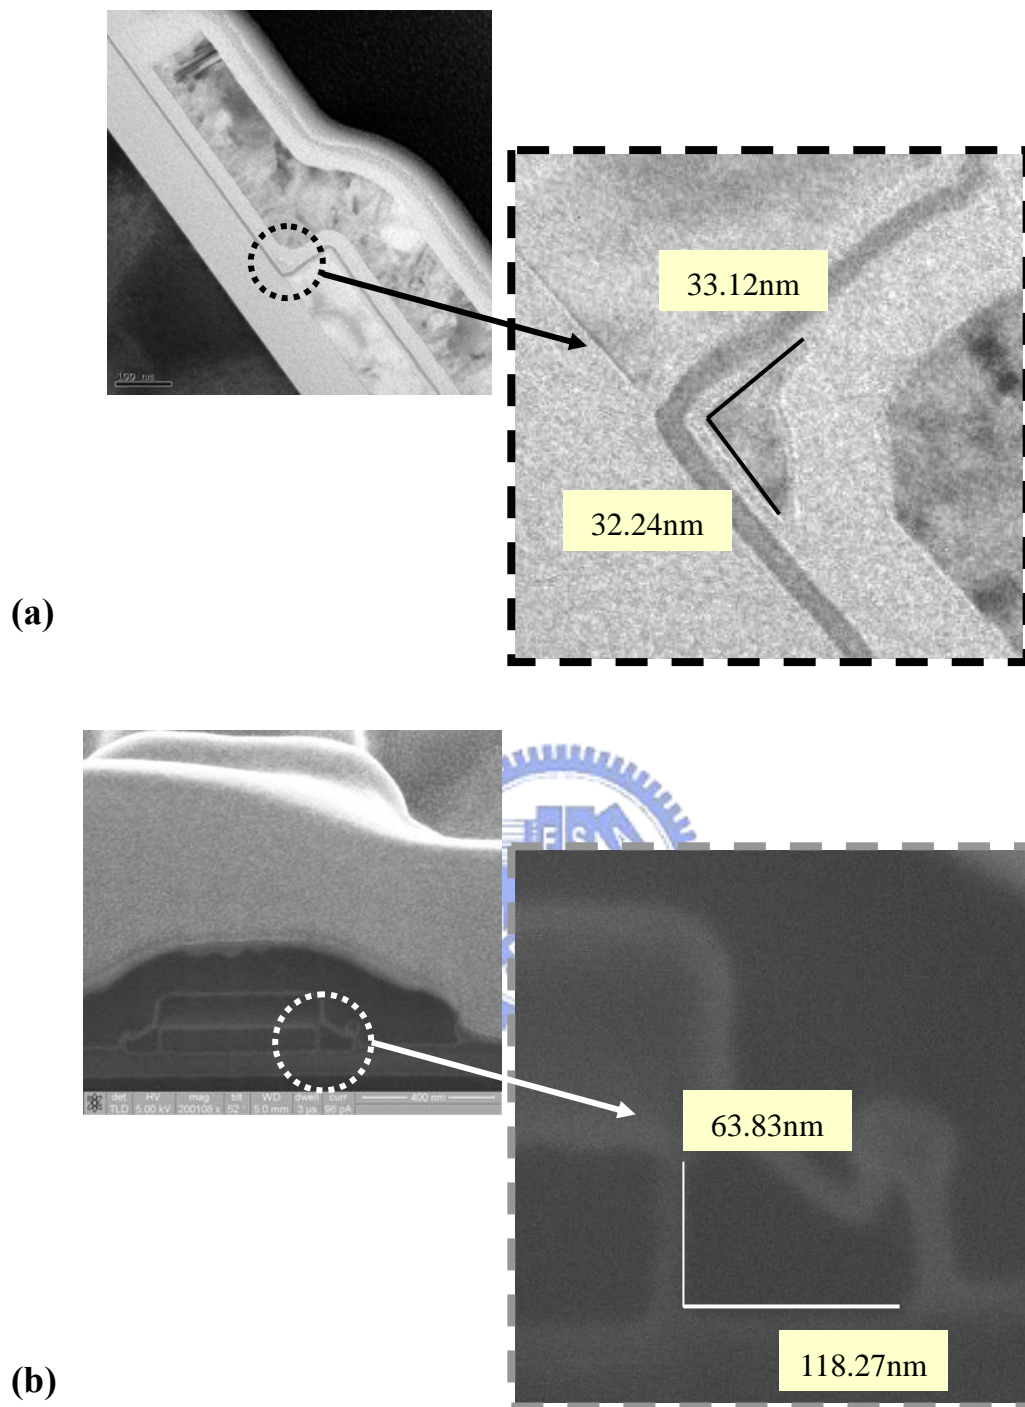 100 nm
33.12nm
32.24nm
(a)
det HV mag tilt WD dwell curr
TLD 5.00 kV 200108 x 52 ° 5.0 mm 3 µs 98 pA 400 nm
63.83nm
118.27nm
(b)